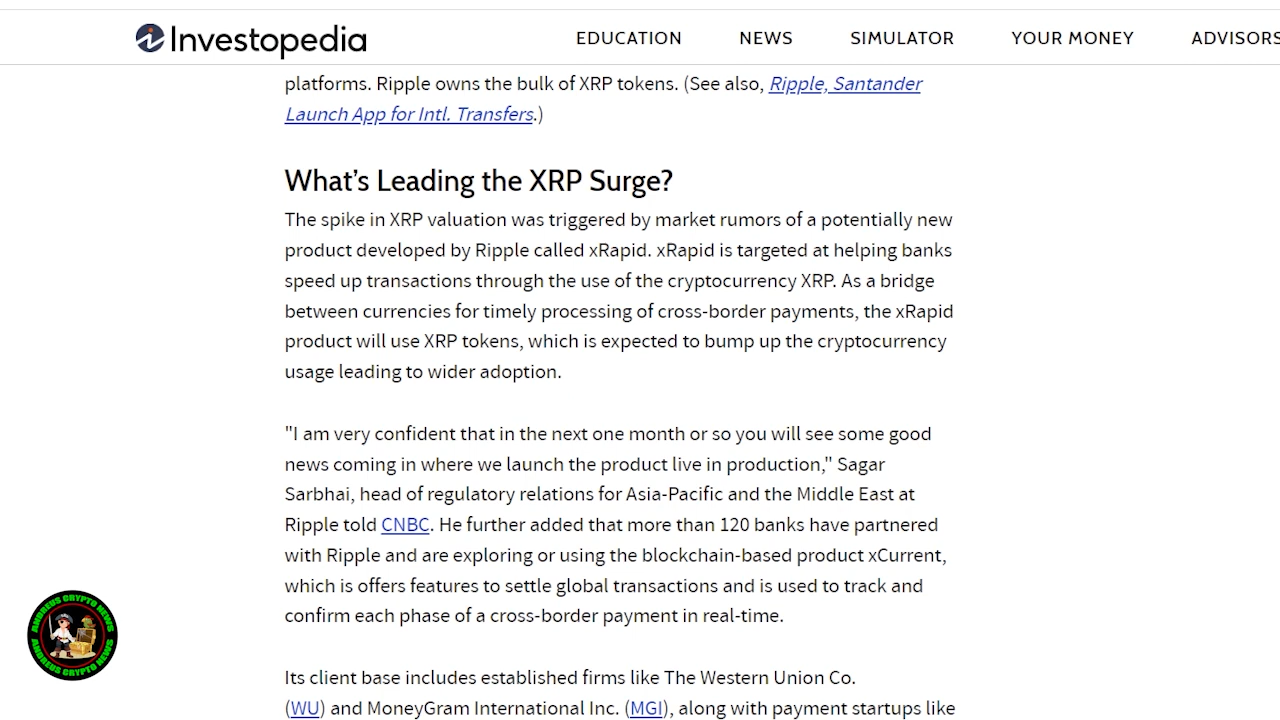 Investopedia
EDUCATION NEWS SIMULATOR YOUR MONEY ADVISORS
platforms. Ripple owns the bulk of XRP tokens. (See also, Ripple, Santander
Launch App for Intl. Transfers.)
What's Leading the XRP Surge?
The spike in XRP valuation was triggered by market rumors of a potentially new
product developed by Ripple called xRapid. xRapid is targeted at helping banks
speed up transactions through the use of the cryptocurrency XRP. As a bridge
between currencies for timely processing of cross-border payments, the xRapid
product will use XRP tokens, which is expected to bump up the cryptocurrency
usage leading to wider adoption.
"I am very confident that in the next one month or so you will see some good
news coming in where we launch the product live in production," Sagar
Sarbhai, head of regulatory relations for Asia-Pacific and the Middle East at
Ripple told CNBC. He further added that more than 120 banks have partnered
with Ripple and are exploring or using the blockchain-based product xCurrent,
which is offers features to settle global transactions and is used to track and
confirm each phase of a cross-border payment in real-time.
Its client base includes established firms like The Western Union Co.
(WU) and MoneyGram International Inc. (MGI), along with payment startups like
ANDREUS CRYPTO NEWS
ANDREUS CRYPTO NEWS